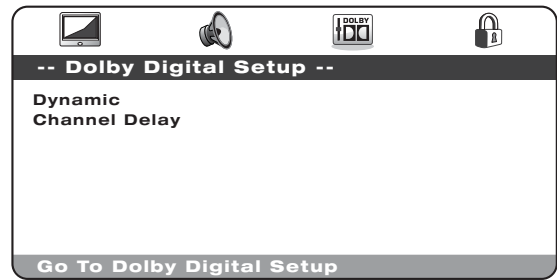 DOLBY
-- Dolby Digital Setup --
Dynamic
Channel Delay
Go To Dolby Digital Setup